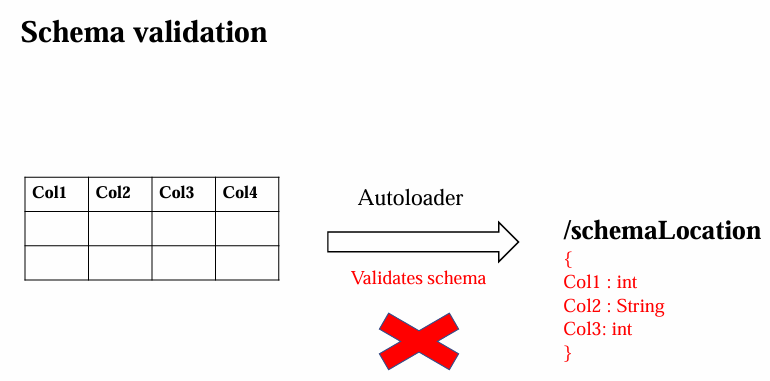 Schema validation
Col1 Col2 Col3 Col4
Autoloader
Validates schema
/schemaLocation
{
Col1 : int
Col2 : String
Col3: int
}